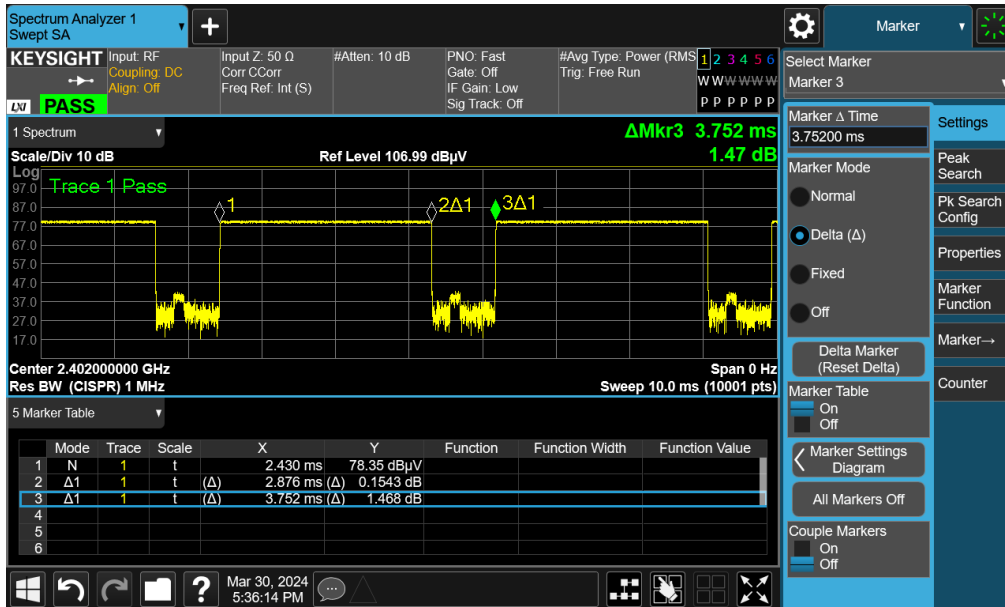 Spectrum Analyzer 1
Swept SA
Marker
KEYSIGHT
Input: RF
Coupling: DC
Align: Off
Input Z: 50 Ω
Corr CCorr
Freq Ref: Int (S)
#Atten: 10 dB
PNO: Fast
Gate: Off
IF Gain: Low
Sig Track: Off
#Avg Type: Power (RMS
Trig: Free Run
1 2 3 4 5 6
W W W W W W
P P P P P P
LXI PASS
Select Marker
Marker 3
1 Spectrum
ΔMkr3 3.752 ms
1.47 dB
Scale/Div 10 dB
Ref Level 106.99 dBµV
Log
Trace 1 Pass
97.0
87.0
77.0
67.0
57.0
47.0
37.0
27.0
17.0
1
2Δ1
3Δ1
Center 2.402000000 GHz
Span 0 Hz
Res BW (CISPR) 1 MHz
Sweep 10.0 ms (10001 pts)
5 Marker Table
Mode Trace Scale X Y Function Function Width Function Value
1 N 1 t 2.430 ms 78.35 dBµV
2 Δ1 1 t (Δ) 2.876 ms (Δ) 0.1543 dB
3 Δ1 1 t (Δ) 3.752 ms (Δ) 1.468 dB
4
5
6
Marker Δ Time
3.75200 ms
Marker Mode
Normal
Delta (Δ)
Fixed
Off
Delta Marker
(Reset Delta)
Marker Table
On
Off
Marker Settings
Diagram
All Markers Off
Couple Markers
On
Off
Settings
Peak
Search
Pk Search
Config
Properties
Marker
Function
Marker→
Counter
?
Mar 30, 2024
5:36:14 PM